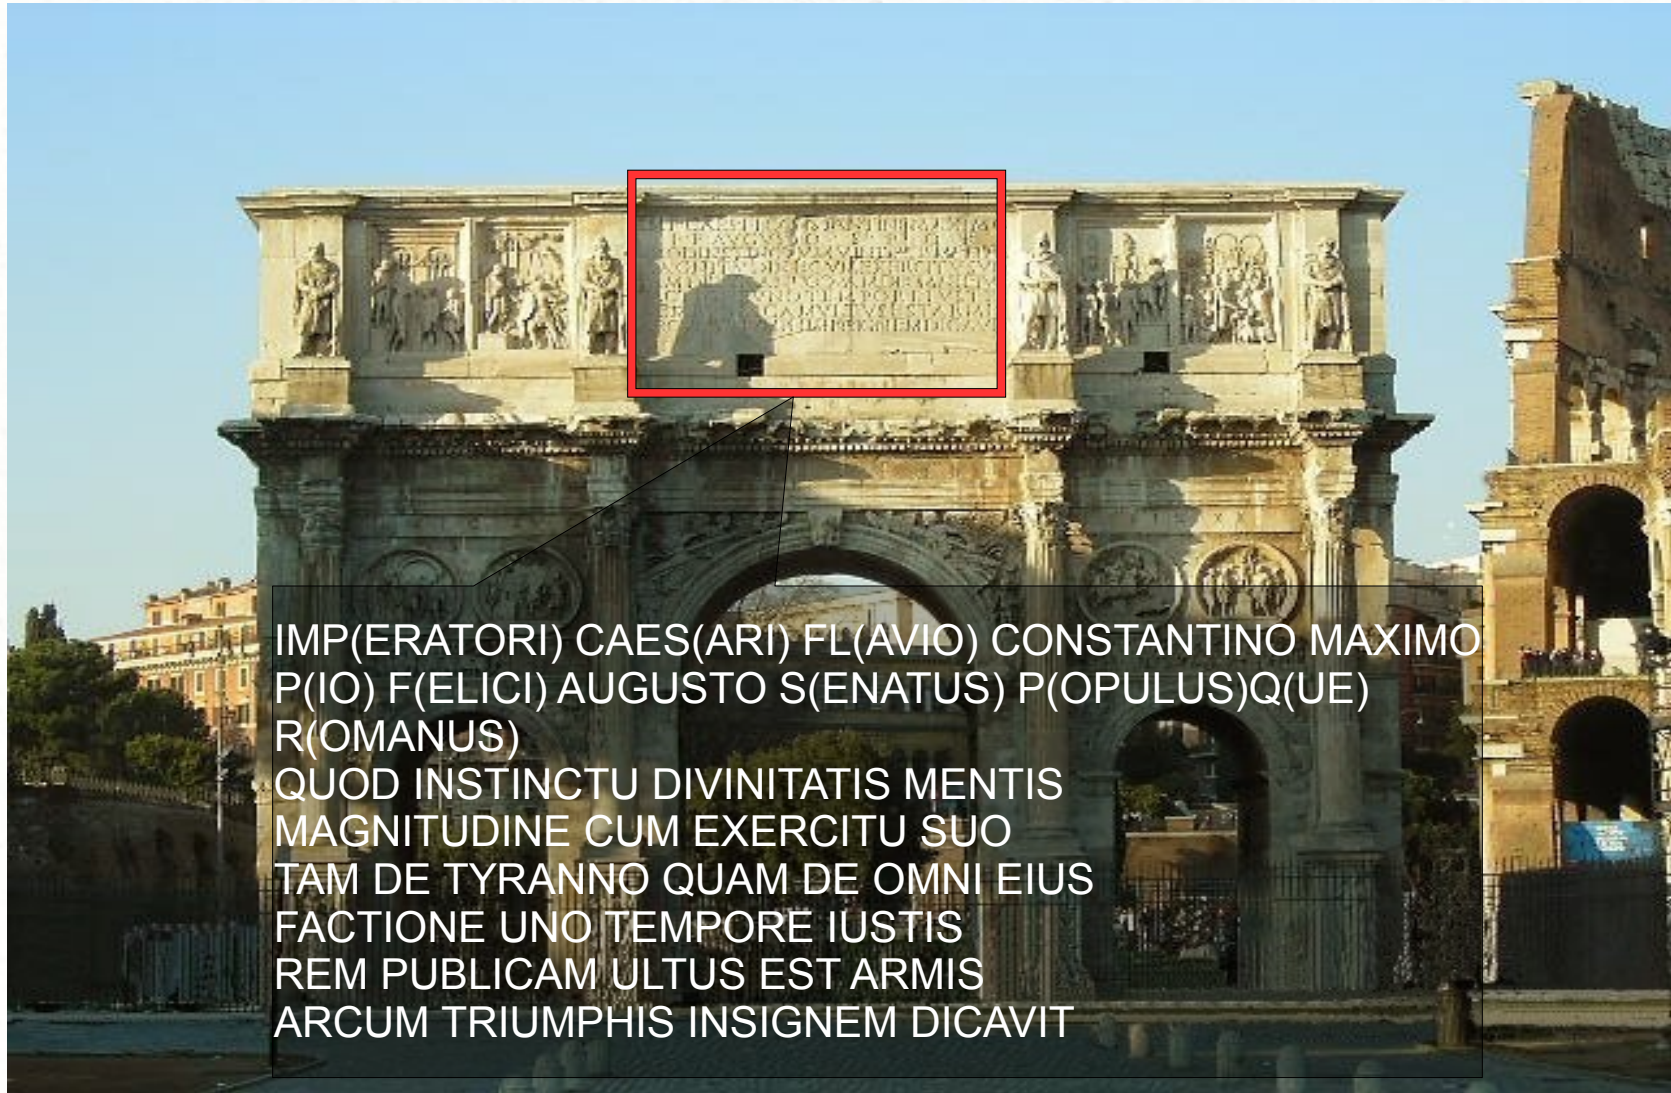 IMP(ERATORI) CAES(ARI) FL(AVIO) CONSTANTINO MAXIMO
P(IO) F(ELICI) AUGUSTO S(ENATUS) P(OPULUS)Q(UE)
R(OMANUS)
QUOD INSTINCTU DIVINITATIS MENTIS
MAGNITUDINE CUM EXERCITU SUO
TAM DE TYRANNO QUAM DE OMNI EIUS
FACTIONE UNO TEMPORE IUSTIS
REM PUBLICAM ULTUS EST ARMIS
ARCUM TRIUMPHIS INSIGNEM DICAVIT